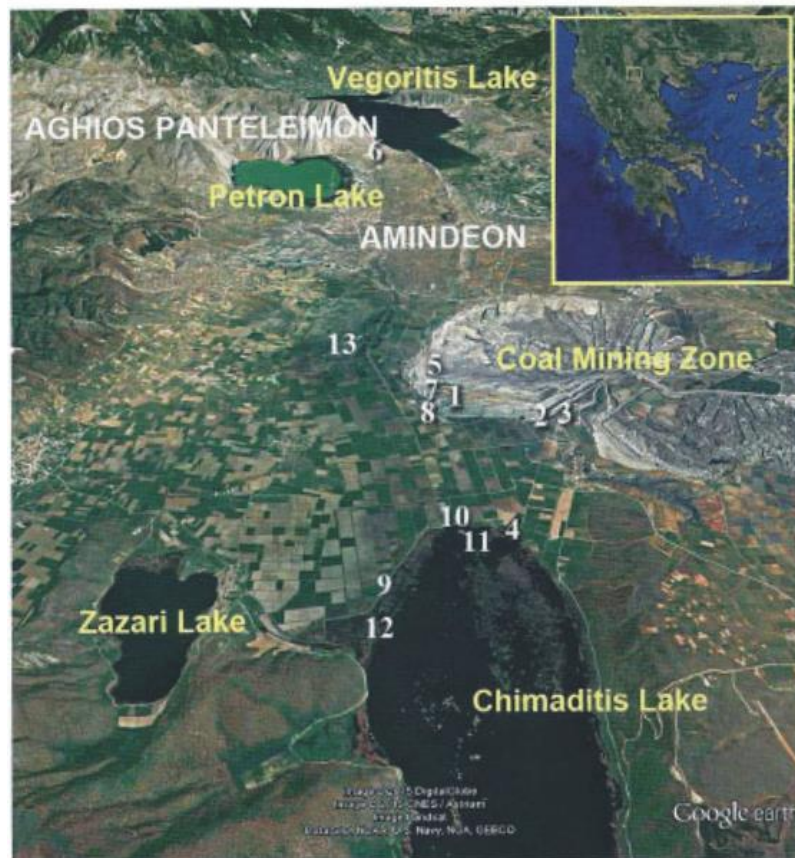 Vegoritis Lake
AGHIOS PANTELEIMON
6
Petron Lake
AMINDEON
13
5
Coal Mining Zone
7
1
8
2 3
10
4
11
9
Zazari Lake
12
Chimaditis Lake
Google earth